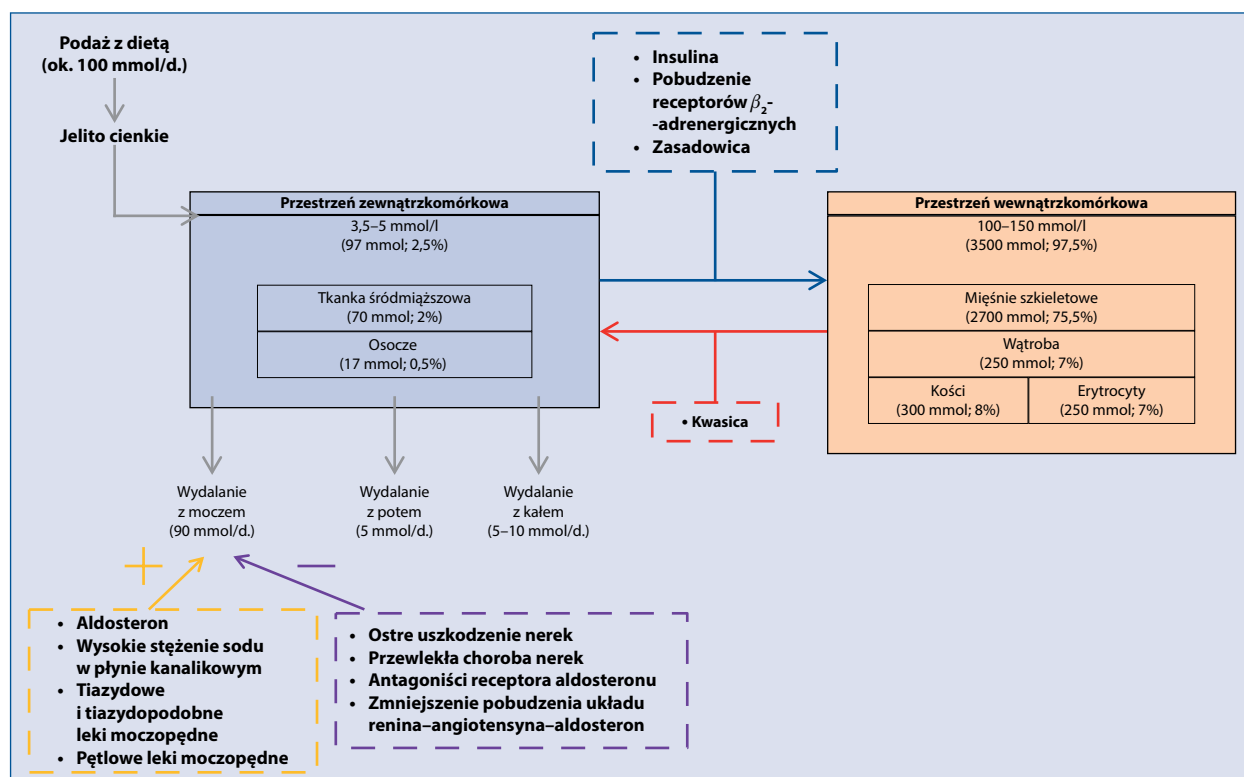 Podaż z dietą
(ok. 100 mmol/d.)
Jelito cienkie
• Insulina
• Pobudzenie
receptorów β₂-
-adrenergicznych
• Zasadowica
Przestrzeń zewnątrzkomórkowa
3,5–5 mmol/l
(97 mmol; 2,5%)
Tkanka śródmiąższowa
(70 mmol; 2%)
Osocze
(17 mmol; 0,5%)
Przestrzeń wewnątrzkomórkowa
100–150 mmol/l
(3500 mmol; 97,5%)
Mięśnie szkieletowe
(2700 mmol; 75,5%)
Wątroba
(250 mmol; 7%)
Kości
(300 mmol; 8%)
Erytrocyty
(250 mmol; 7%)
• Kwasica
Wydalanie
z moczem
(90 mmol/d.)
Wydalanie
z potem
(5 mmol/d.)
Wydalanie
z kałem
(5–10 mmol/d.)
+
–
• Aldosteron
• Wysokie stężenie sodu
w płynie kanalikowym
• Tiazydowe
i tiazydopodobne
leki moczopędne
• Pętlowe leki moczopędne
• Ostre uszkodzenie nerek
• Przewlekła choroba nerek
• Antagoniści receptora aldosteronu
• Zmniejszenie pobudzenia układu
renina–angiotensyna–aldosteron